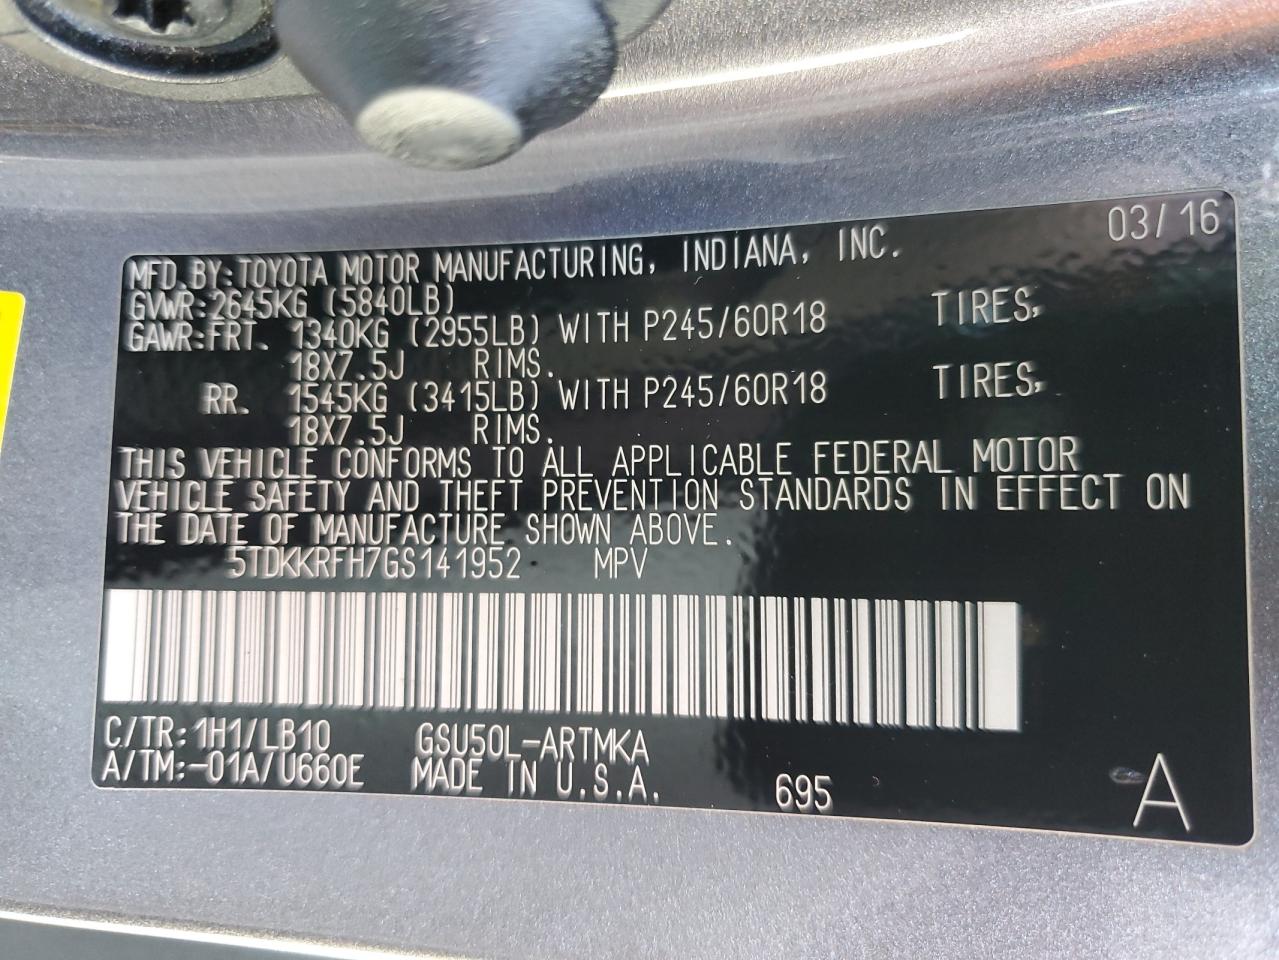 03/16
MFD.BY:TOYOTA MOTOR MANUFACTURING, INDIANA, INC.
GVWR:2645KG (5840LB)
GAWR:FRT. 1340KG (2955LB) WITH P245/60R18 TIRES,
18X7.5J RIMS.
RR. 1545KG (3415LB) WITH P245/60R18 TIRES,
18X7.5J RIMS.
THIS VEHICLE CONFORMS TO ALL APPLICABLE FEDERAL MOTOR
VEHICLE SAFETY AND THEFT PREVENTION STANDARDS IN EFFECT ON
THE DATE OF MANUFACTURE SHOWN ABOVE.
5TDKKRFH7GS141952 MPV
C/TR:1H1/LB10 GSU50L-ARTMKA
A/TM:-01A/U660E MADE IN U.S.A. 695 A